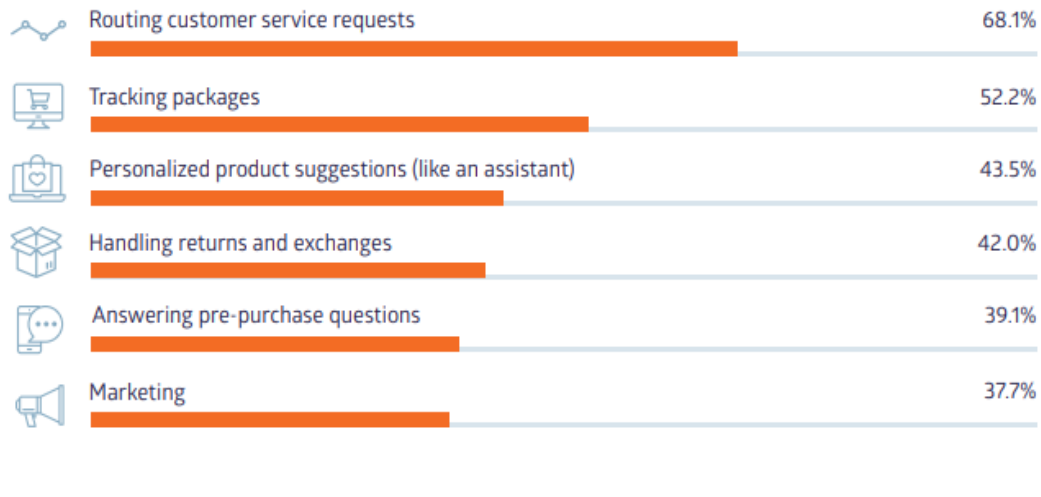 Routing customer service requests 68.1%
Tracking packages 52.2%
Personalized product suggestions (like an assistant) 43.5%
Handling returns and exchanges 42.0%
Answering pre-purchase questions 39.1%
Marketing 37.7%